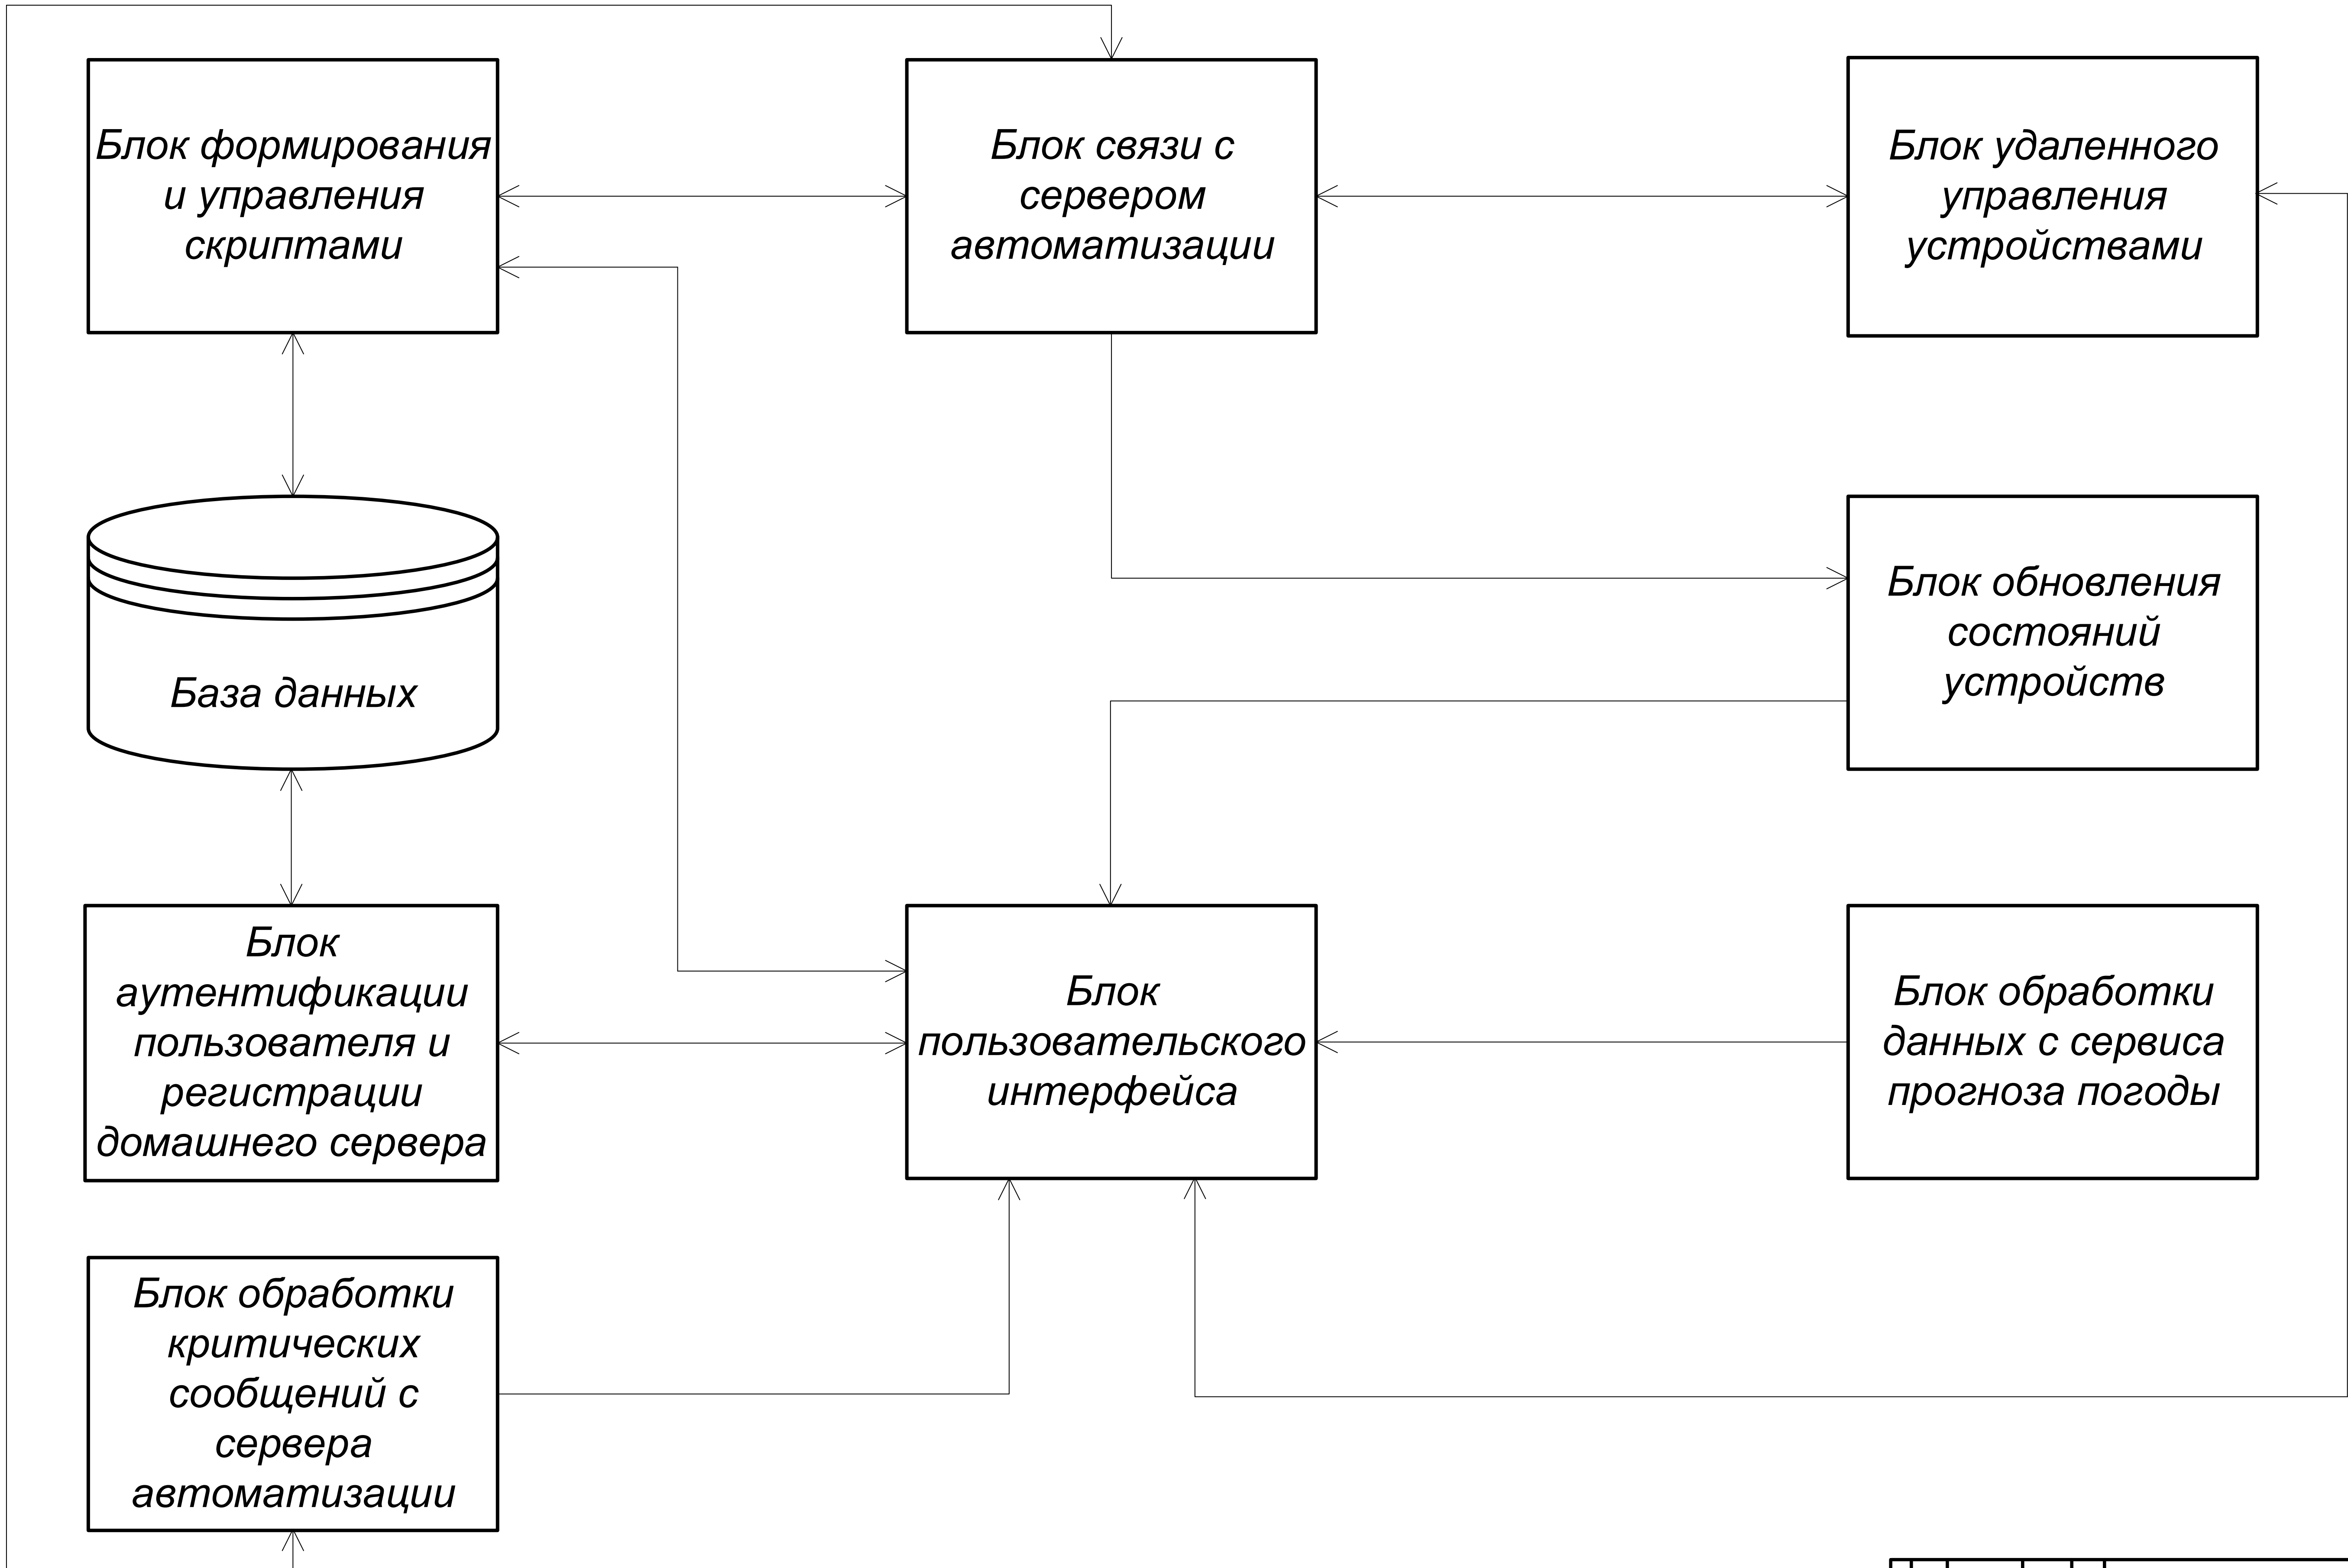 Блок формирования
и управления
скриптами
Блок связи с
сервером
автоматизации
Блок удаленного
управления
устройствами
База данных
Блок обновления
состояний
устройств
Блок
аутентификации
пользователя и
регистрации
домашнего сервера
Блок
пользовательского
интерфейса
Блок обработки
данных с сервиса
прогноза погоды
Блок обработки
критических
сообщений с
сервера
автоматизации